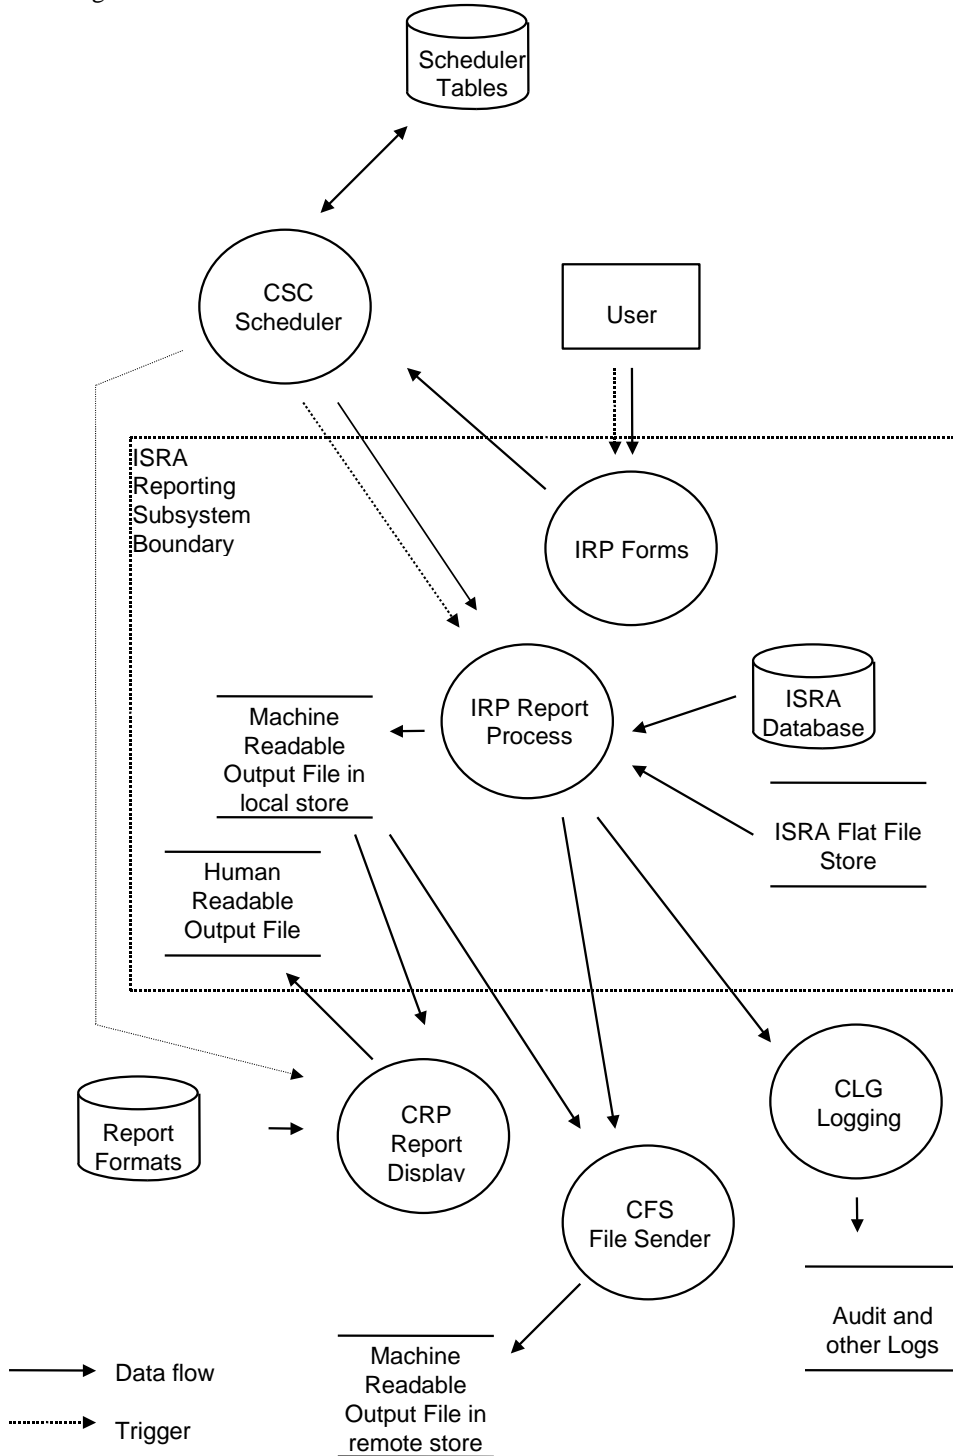 Scheduler
Tables
CSC
Scheduler
User
ISRA
Reporting
Subsystem
Boundary
IRP Forms
IRP Report
Process
ISRA
Database
Machine
Readable
Output File in
local store
ISRA Flat File
Store
Human
Readable
Output File
CRP
Report
Display
Report
Formats
CLG
Logging
CFS
File Sender
Audit and
other Logs
Machine
Readable
Output File in
remote store
Data flow
Trigger